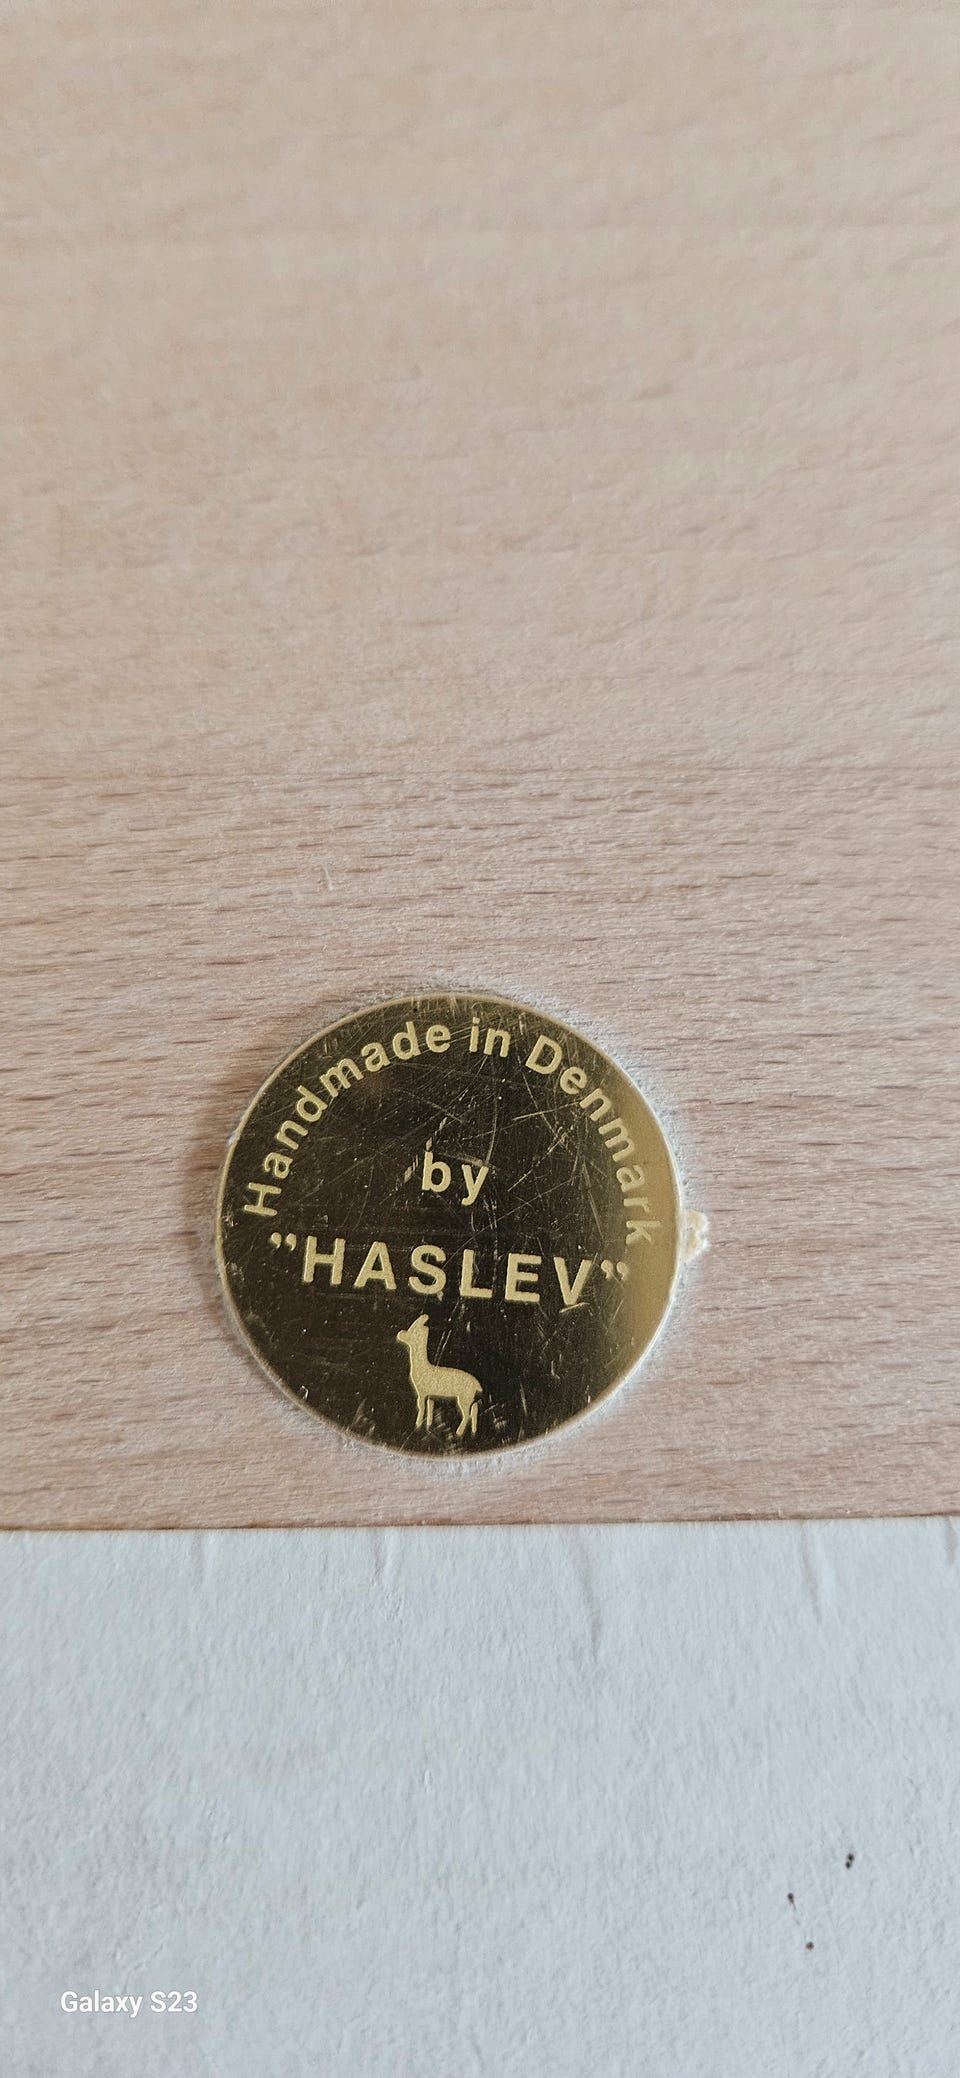 Handmade in Denmark
by
”HASLEV”
Galaxy S23